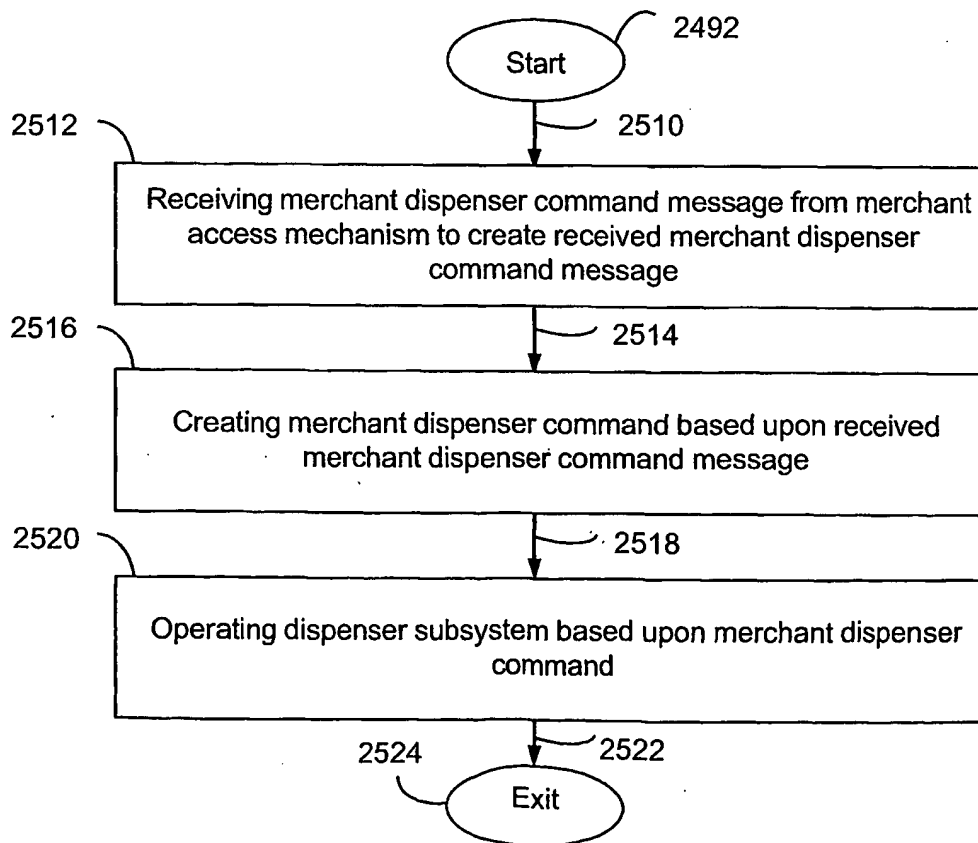 2492
Start
2510
2512
Receiving merchant dispenser command message from merchant
access mechanism to create received merchant dispenser
command message
2514
2516
Creating merchant dispenser command based upon received
merchant dispenser command message
2518
2520
Operating dispenser subsystem based upon merchant dispenser
command
2522
2524
Exit